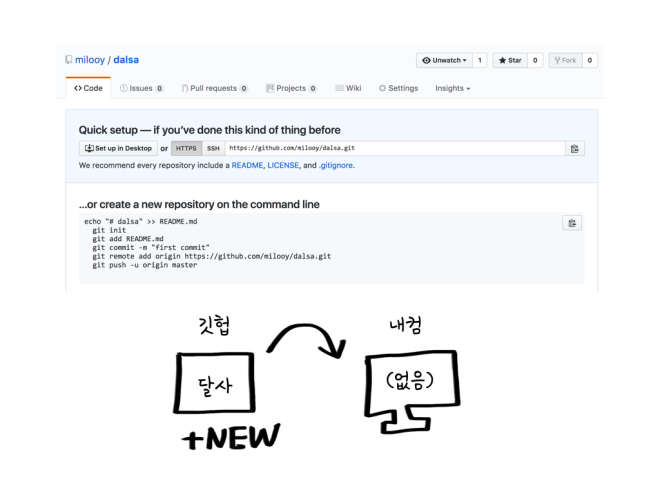 milooy / dalsa
Unwatch 1 Star 0 Fork 0
Code Issues 0 Pull requests 0 Projects 0 Wiki Settings Insights
Quick setup — if you've done this kind of thing before
Set up in Desktop or HTTPS SSH https://github.com/milooy/dalsa.git
We recommend every repository include a README, LICENSE, and .gitignore.
...or create a new repository on the command line
echo "# dalsa" >> README.md
git init
git add README.md
git commit -m "first commit"
git remote add origin https://github.com/milooy/dalsa.git
git push -u origin master
깃헙 내컴
달사 (없음)
+NEW